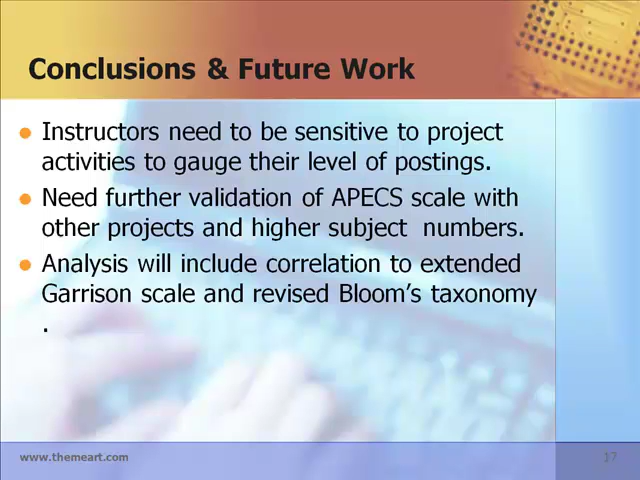 Conclusions & Future Work
Instructors need to be sensitive to project
activities to gauge their level of postings.
Need further validation of APECS scale with
other projects and higher subject numbers.
Analysis will include correlation to extended
Garrison scale and revised Bloom's taxonomy
.
www.themeart.com
17